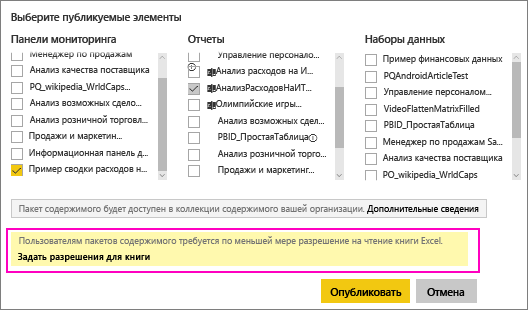 Выберите публикуемые элементы
Панели мониторинга
Менеджер по продажам
Анализ качества поставщика
PQ_wikipedia_WrldCaps...
Анализ возможных сдело...
Анализ розничной торговл...
Продажи и маркетин...
Информационная панель д...
Пример сводки расходов н...
Отчеты
Управление персонало...
Анализ расходов на И...
АнализРасходовНаИТ...
Олимпийские игры...
Анализ возможных сдел...
PBID_ПростаяТаблица
Анализ розничной торго...
Продажи и маркетинг...
Наборы данных
Пример финансовых данных
PQAndroidArticleTest
Управление персоналом...
VideoFlattenMatrixFilled
PBID_ПростаяТаблица
Менеджер по продажам Sa...
Анализ качества поставщика
PO_wikipedia_WrldCaps
Пакет содержимого будет доступен в коллекции содержимого вашей организации. Дополнительные сведения
Пользователям пакетов содержимого требуется по меньшей мере разрешение на чтение книги Excel.
Задать разрешения для книги
Опубликовать
Отмена